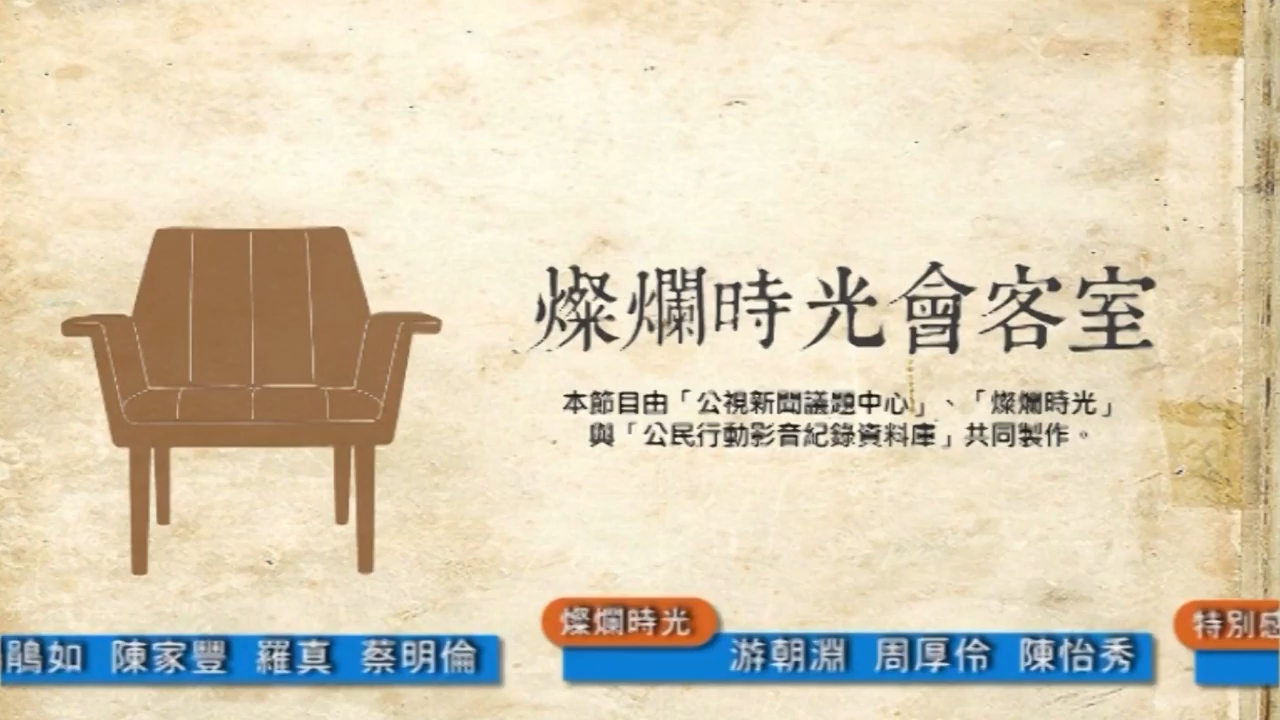 燦爛時光會客室
本節目由「公視新聞議題中心」、「燦爛時光」
與「公民行動影音紀錄資料庫」共同製作。
燦爛時光
特別感
鵑如 陳家豐 羅真 蔡明倫
游朝淵 周厚伶 陳怡秀